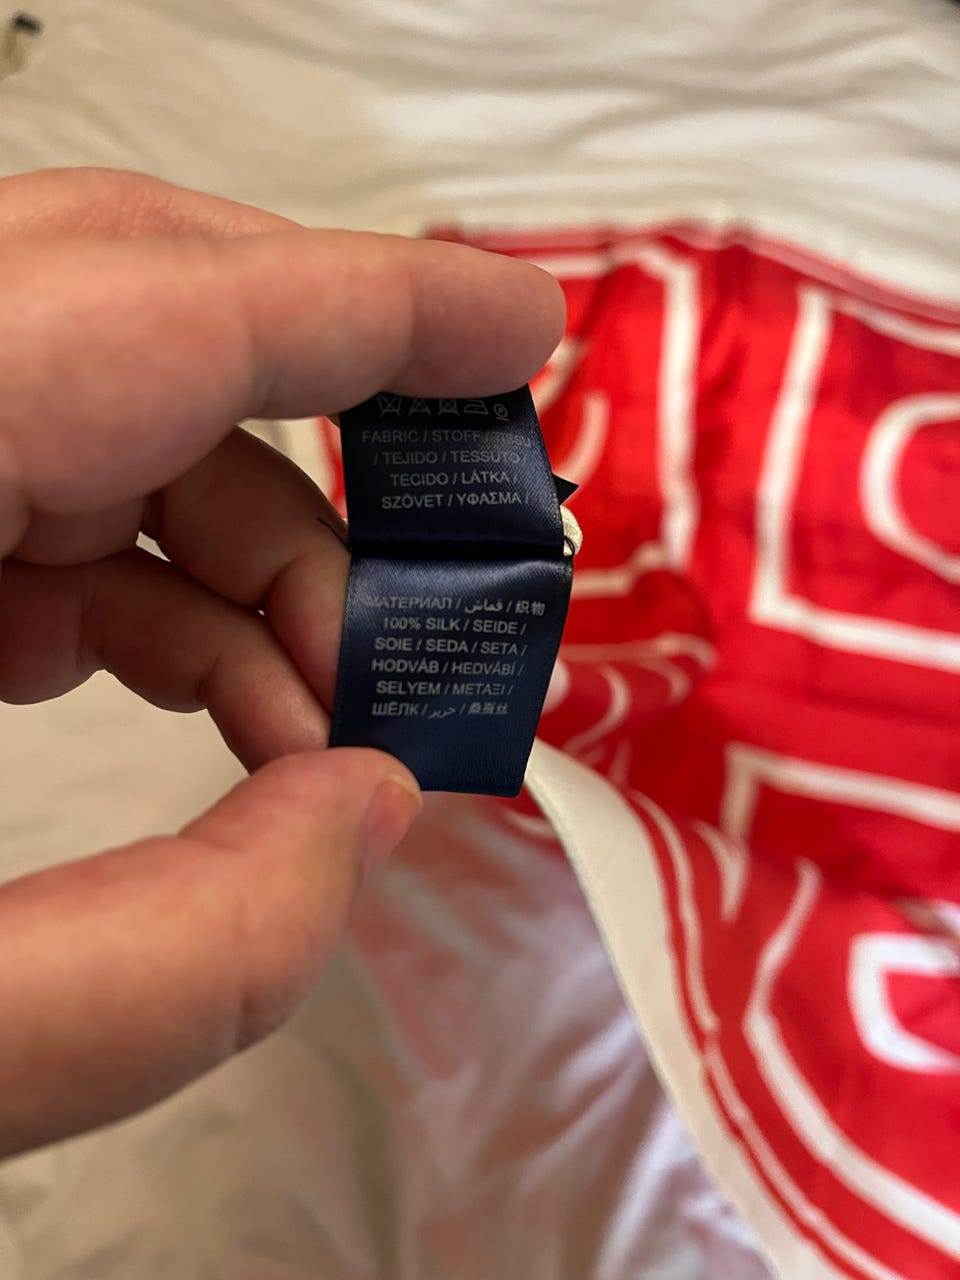 FABRIC / STOFF / TISSU
/ TEJIDO / TESSUTO /
TECIDO / LÁTKA /
SZÖVET / ΥΦΑΣΜΑ /
МАТЕРИАЛ / قماش / 织物
100% SILK / SEIDE /
SOIE / SEDA / SETA /
HODVÁB / HEDVÁBÍ /
SELYEM / ΜΕΤΑΞΙ /
ШЁЛК / حرير / 桑蚕丝